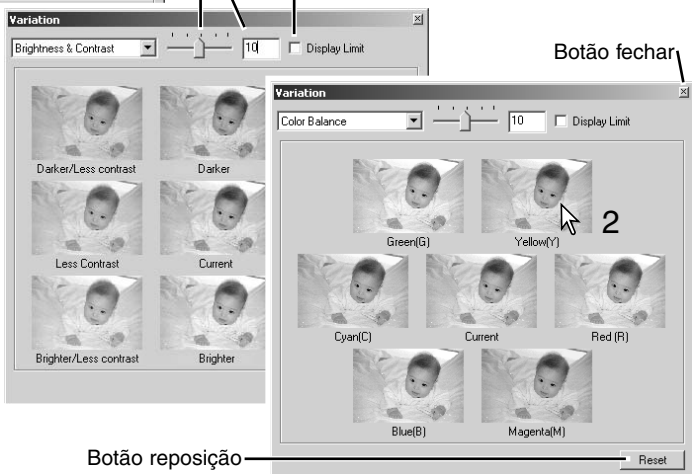 Variation
Brightness & Contrast
10
Display Limit
Darker/Less contrast
Darker
Less Contrast
Current
Brighter/Less contrast
Brighter
Botão fechar
Variation
Color Balance
10
Display Limit
Green(G)
Yellow(Y)
2
Cyan(C)
Current
Red (R)
Blue(B)
Magenta(M)
Botão reposição
Reset